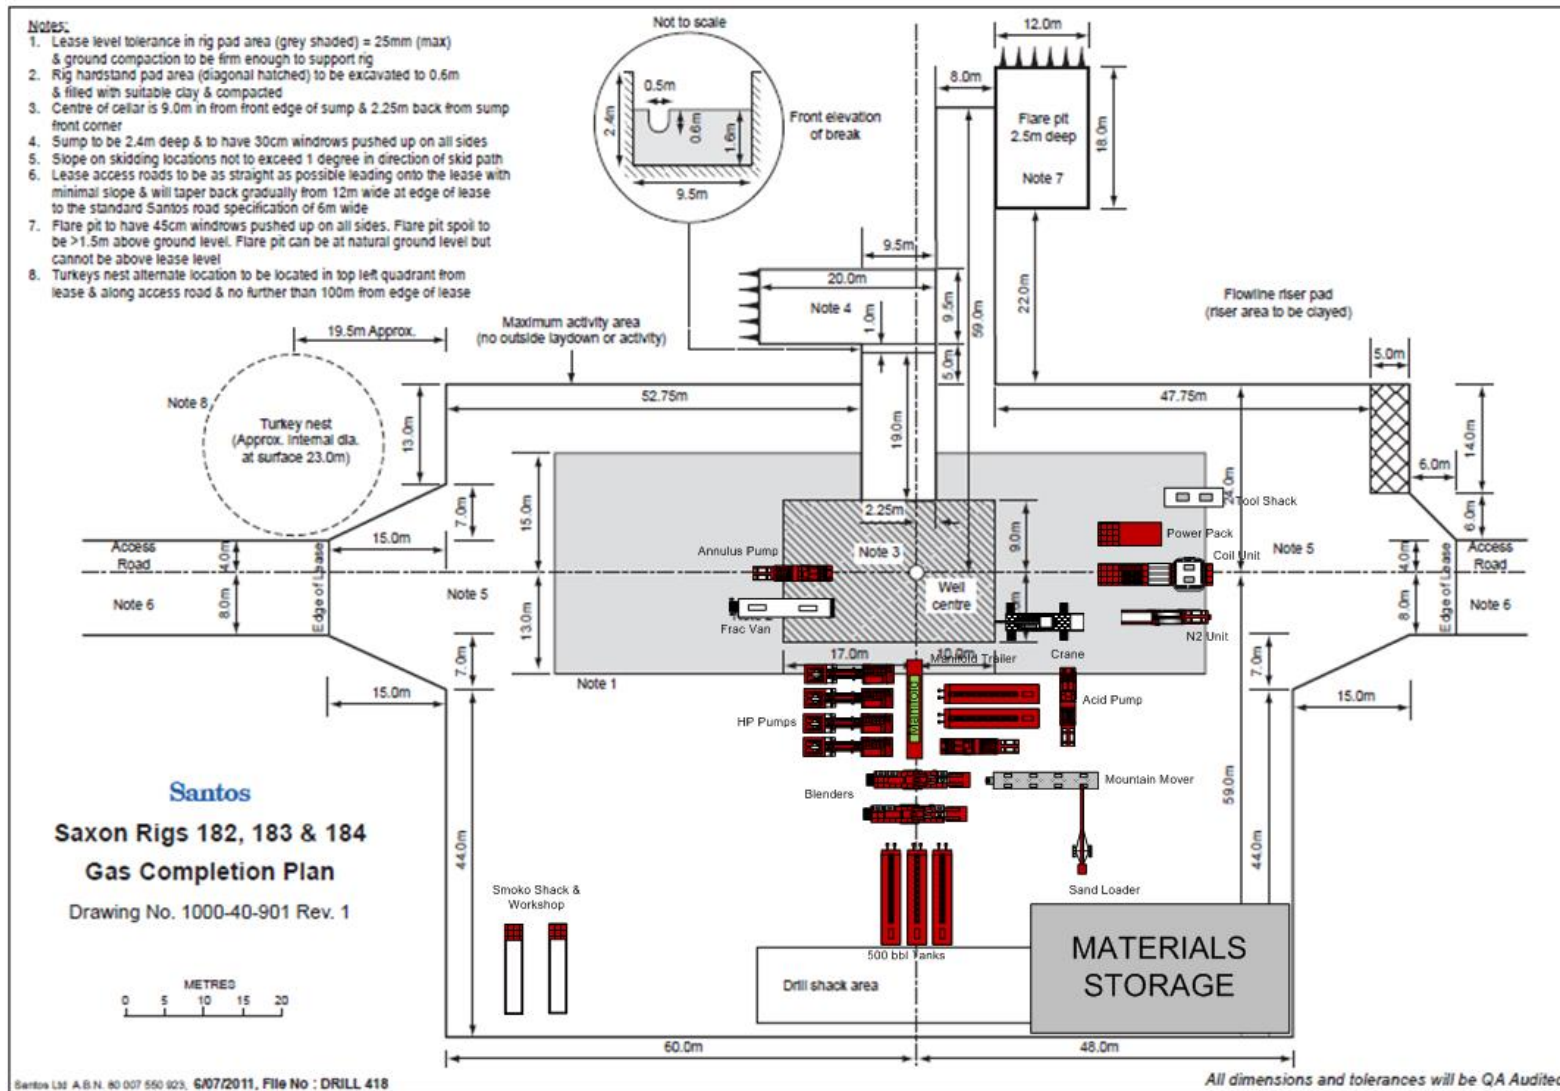 Notes:
1. Lease level tolerance in rig pad area (grey shaded) = 25mm (max)
& ground compaction to be firm enough to support rig
2. Rig hardstand pad area (diagonal hatched) to be excavated to 0.6m
& filled with suitable clay & compacted
3. Centre of cellar is 9.0m in from front edge of sump & 2.25m back from sump
front corner
4. Sump to be 2.4m deep & to have 30cm windrows pushed up on all sides
5. Slope on skidding locations not to exceed 1 degree in direction of skid path
6. Lease access roads to be as straight as possible leading onto the lease with
minimal slope & will taper back gradually from 12m wide at edge of lease
to the standard Santos road specification of 6m wide
7. Flare pit to have 45cm windrows pushed up on all sides. Flare pit spoil to
be >1.5m above ground level. Flare pit can be at natural ground level but
cannot be above lease level
8. Turkeys nest alternate location to be located in top left quadrant from
lease & along access road & no further than 100m from edge of lease
Not to scale
0.5m
2.4m
0.6m
1.6m
9.5m
Front elevation
of break
12.0m
8.0m
Flare pit
2.5m deep
Note 7
18.0m
22.0m
59.0m
9.5m
20.0m
Note 4
1.0m
9.5m
5.0m
Flowline riser pad
(riser area to be clayed)
5.0m
19.5m Approx.
Maximum activity area
(no outside laydown or activity)
Note 8
Turkey nest
(Approx. Internal dia.
at surface 23.0m)
13.0m
52.75m
47.75m
19.0m
14.0m
6.0m
24.0m
Tool Shack
7.0m
15.0m
2.25m
9.0m
Power Pack
6.0m
Access
Road
4.0m
15.0m
Edge of Lease
Annulus Pump
Note 3
Coil Unit
Note 5
4.0m
Edge of Lease
Access
Road
Note 6
8.0m
Note 5
13.0m
Frac Van
Well
centre
Crane
N2 Unit
8.0m
Note 6
7.0m
17.0m
10.0m
Manifold Trailer
7.0m
15.0m
Note 1
15.0m
HP Pumps
Manifold
Acid Pump
Blenders
Mountain Mover
59.0m
44.0m
44.0m
Sand Loader
Santos
Saxon Rigs 182, 183 & 184
Gas Completion Plan
Drawing No. 1000-40-901 Rev. 1
Smoko Shack &
Workshop
500 bbl Tanks
Drill shack area
MATERIALS
STORAGE
METRES
0 5 10 15 20
60.0m
48.0m
Santos Ltd A.B.N. 80 007 550 923, 6/07/2011, File No : DRILL 418
All dimensions and tolerances will be QA Audited